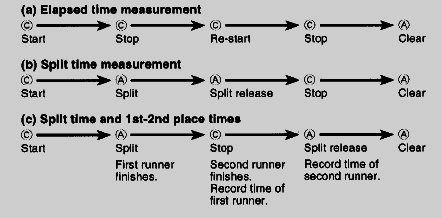 (a) Elapsed time measurement
Ⓒ Ⓒ Ⓒ Ⓒ Ⓐ
Start Stop Re-start Stop Clear
(b) Split time measurement
Ⓒ Ⓐ Ⓐ Ⓒ Ⓐ
Start Split Split release Stop Clear
(c) Split time and 1st-2nd place times
Ⓒ Ⓐ Ⓒ Ⓐ Ⓐ
Start Split Stop Split release Clear
First runner Second runner Record time of
finishes. finishes. second runner.
Record time of
first runner.